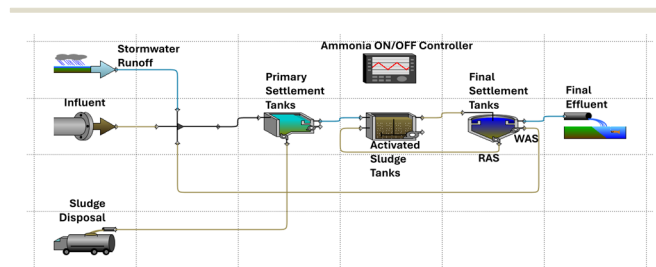 Stormwater
Runoff
Ammonia ON/OFF Controller
Influent
Primary
Settlement
Tanks
Final
Settlement
Tanks
Final
Effluent
Activated
Sludge
Tanks
WAS
RAS
Sludge
Disposal